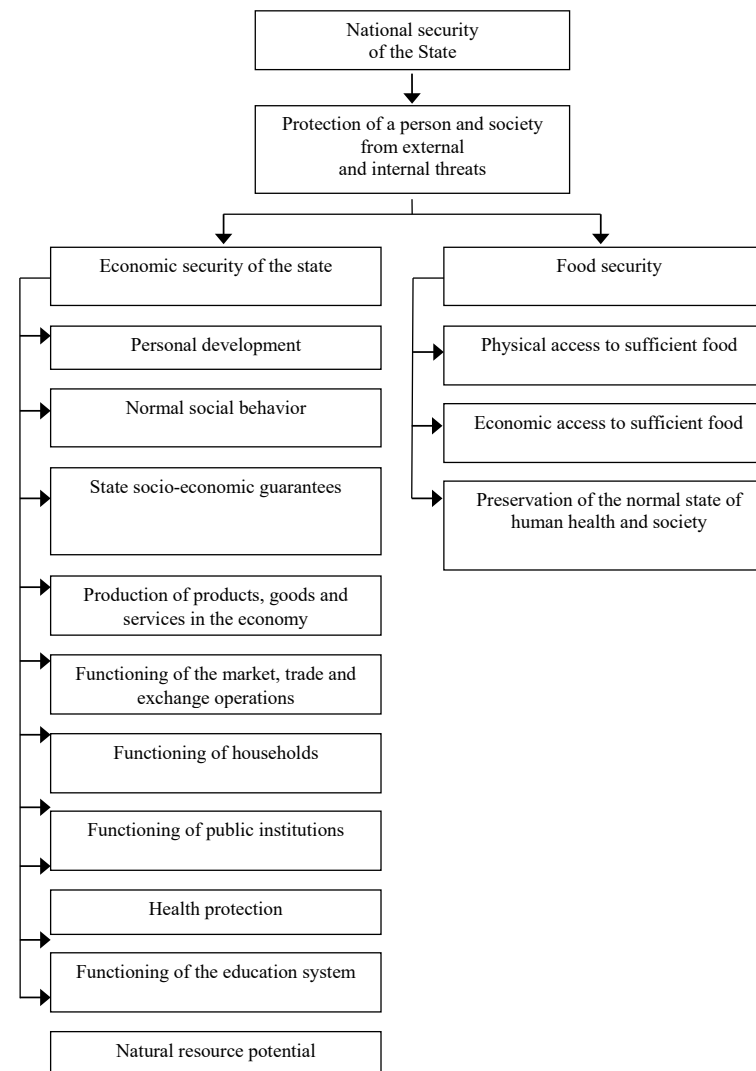 National security
of the State
Protection of a person and society
from external
and internal threats
Economic security of the state
Food security
Personal development
Physical access to sufficient food
Normal social behavior
Economic access to sufficient food
State socio-economic guarantees
Preservation of the normal state of
human health and society
Production of products, goods and
services in the economy
Functioning of the market, trade and
exchange operations
Functioning of households
Functioning of public institutions
Health protection
Functioning of the education system
Natural resource potential